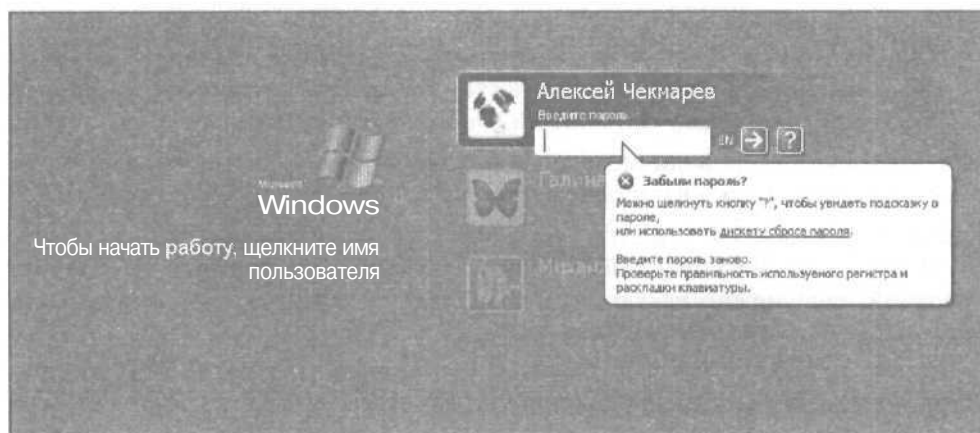 Microsoft
Windows
Чтобы начать работу, щелкните имя
пользователя
Алексей Чекмарев
Введите пароль
EN
?
Галина
Забыли пароль?
Можно щелкнуть кнопку "?", чтобы увидеть подсказку о
пароле,
или использовать дискету сброса пароля.
Введите пароль заново.
Проверьте правильность используемого регистра и
раскладки клавиатуры.